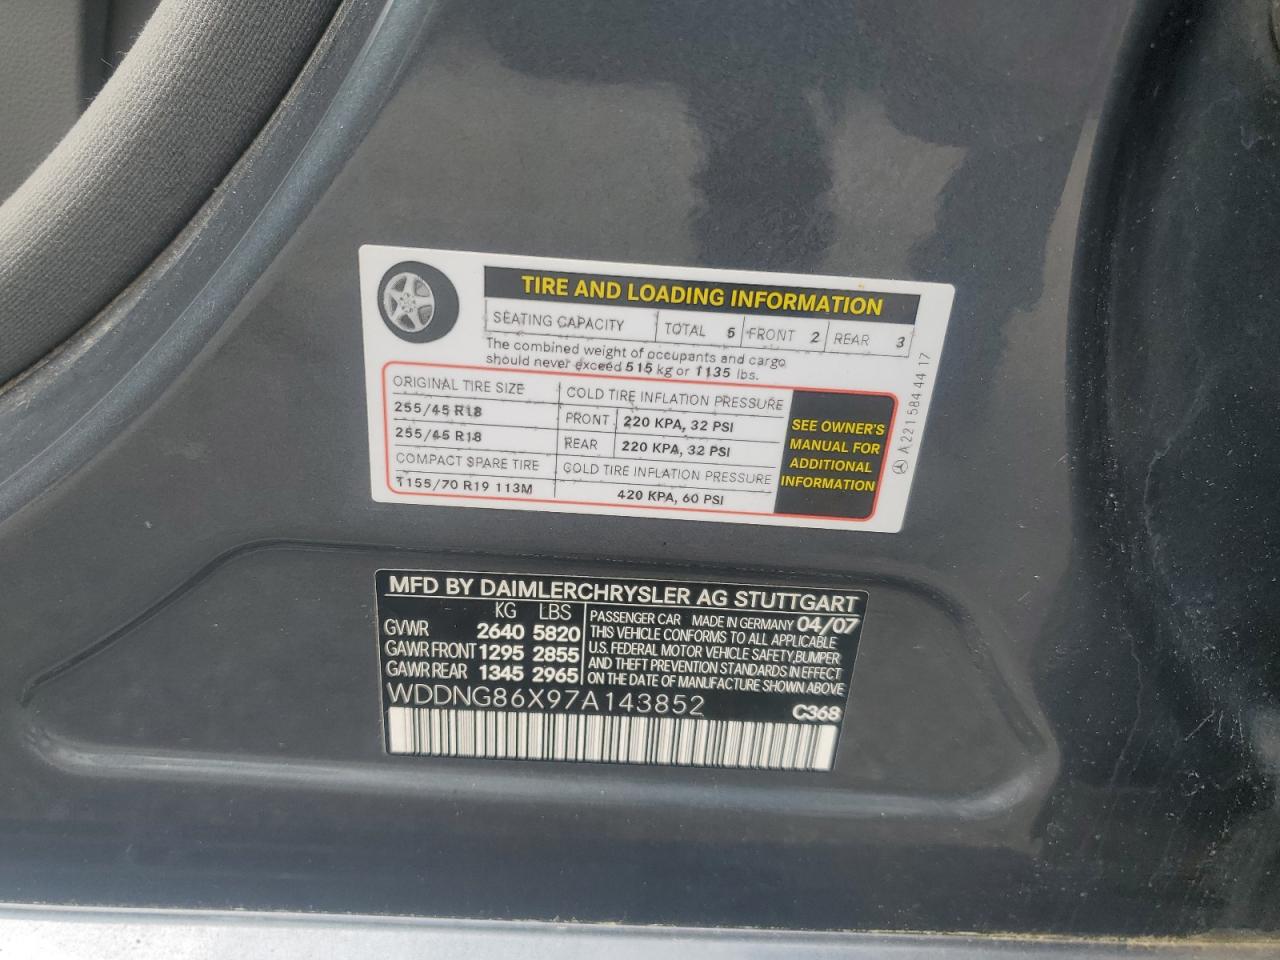 TIRE AND LOADING INFORMATION
SEATING CAPACITY TOTAL 5 FRONT 2 REAR 3
The combined weight of occupants and cargo
should never exceed 515 kg or 1135 lbs.
ORIGINAL TIRE SIZE COLD TIRE INFLATION PRESSURE
255/45 R18 FRONT 220 KPA, 32 PSI
255/45 R18 REAR 220 KPA, 32 PSI
COMPACT SPARE TIRE COLD TIRE INFLATION PRESSURE
T155/70 R19 113M 420 KPA, 60 PSI
SEE OWNER'S
MANUAL FOR
ADDITIONAL
INFORMATION
A 221 584 44 17
MFD BY DAIMLERCHRYSLER AG STUTTGART
KG LBS
GVWR 2640 5820
GAWR FRONT 1295 2855
GAWR REAR 1345 2965
PASSENGER CAR MADE IN GERMANY 04/07
THIS VEHICLE CONFORMS TO ALL APPLICABLE
U.S. FEDERAL MOTOR VEHICLE SAFETY, BUMPER
AND THEFT PREVENTION STANDARDS IN EFFECT
ON THE DATE OF MANUFACTURE SHOWN ABOVE
WDDNG86X97A143852
C368